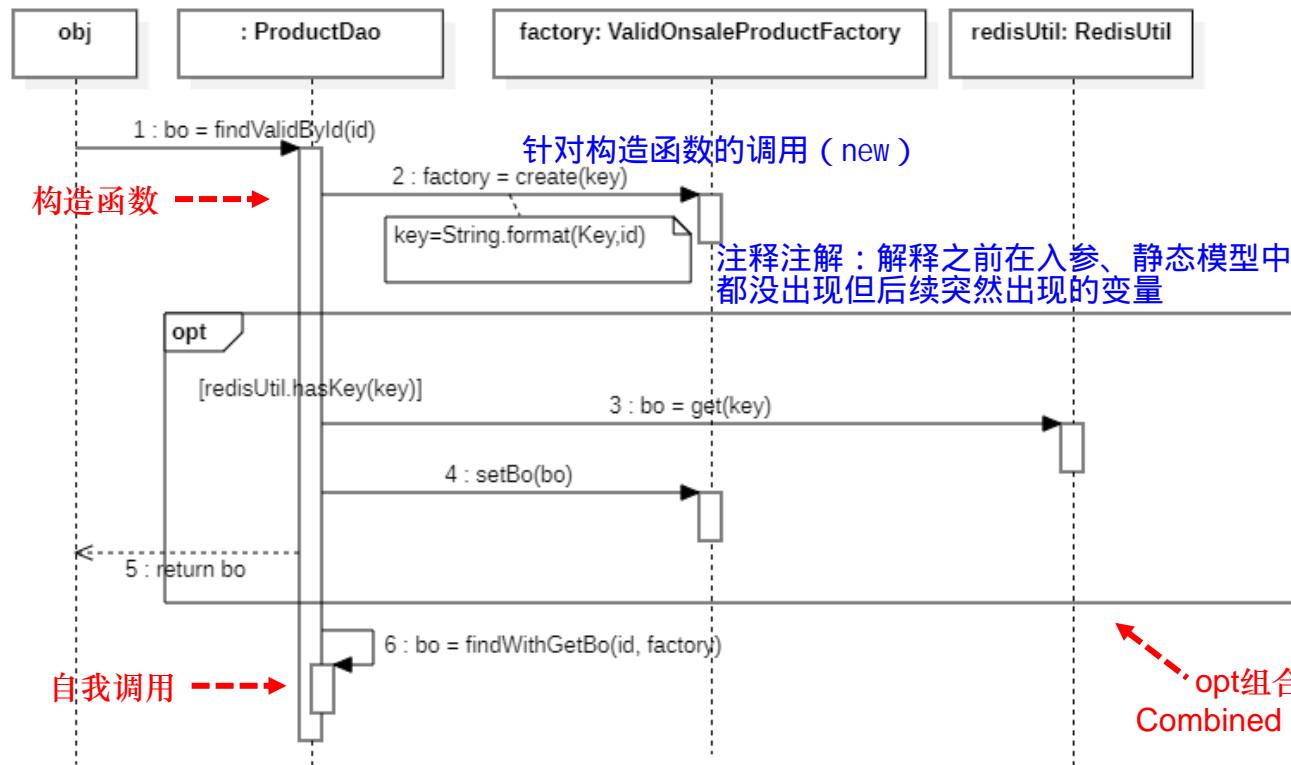 obj
: ProductDao
factory: ValidOnsaleProductFactory
redisUtil: RedisUtil
1 : bo = findValidById(id)
针对构造函数的调用（new）
构造函数
2 : factory = create(key)
key=String.format(Key,id)
注释注解：解释之前在入参、静态模型中
都没出现但后续突然出现的变量
opt
[redisUtil.hasKey(key)]
3 : bo = get(key)
4 : setBo(bo)
5 : return bo
6 : bo = findWithGetBo(id, factory)
自我调用
opt组合
Combined